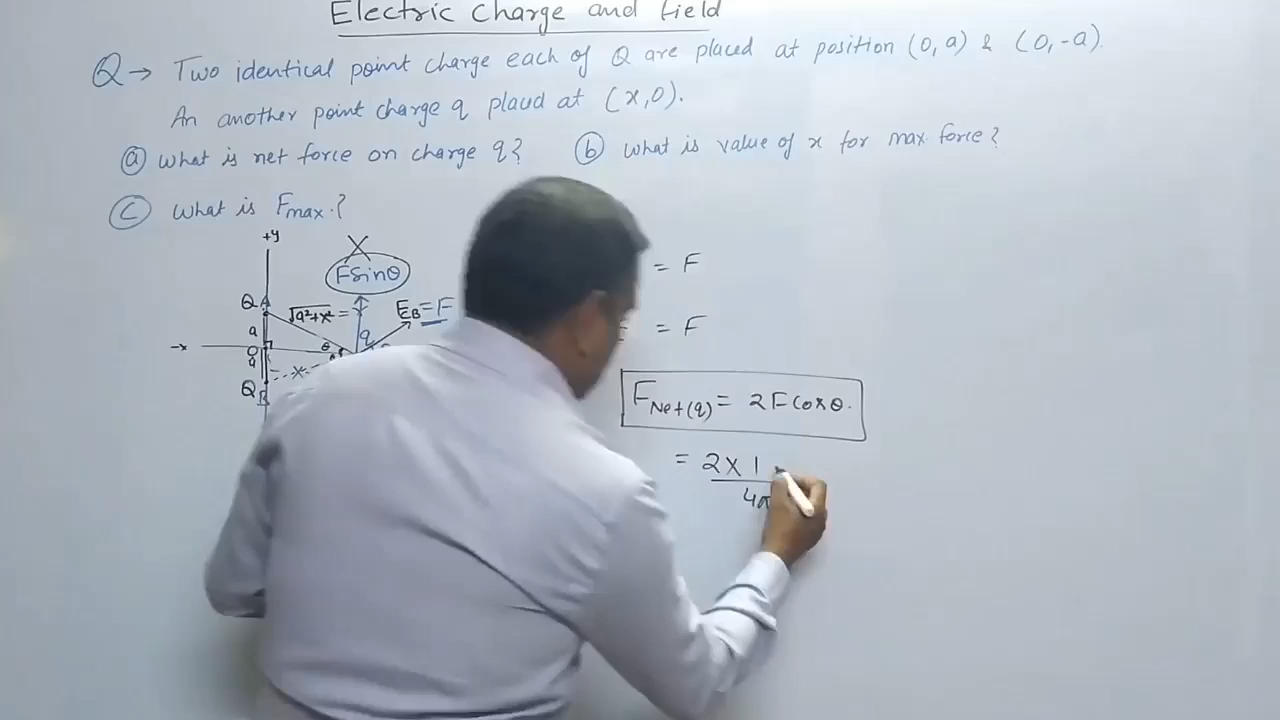 Electric Charge and Field
Q → Two identical point charge each of Q are placed at position (0, a) & (0, -a).
An another point charge q placed at (x, 0).
(a) What is net force on charge q? (b) What is value of x for max force?
(c) What is Fmax.?
+y
FSinθ
Q A
√a²+x² =
E_B = F
a
q
-x
O
θ
a
x
Q B
= F
= F
F_Net(q) = 2F Cosθ.
= 2 × 1
4π